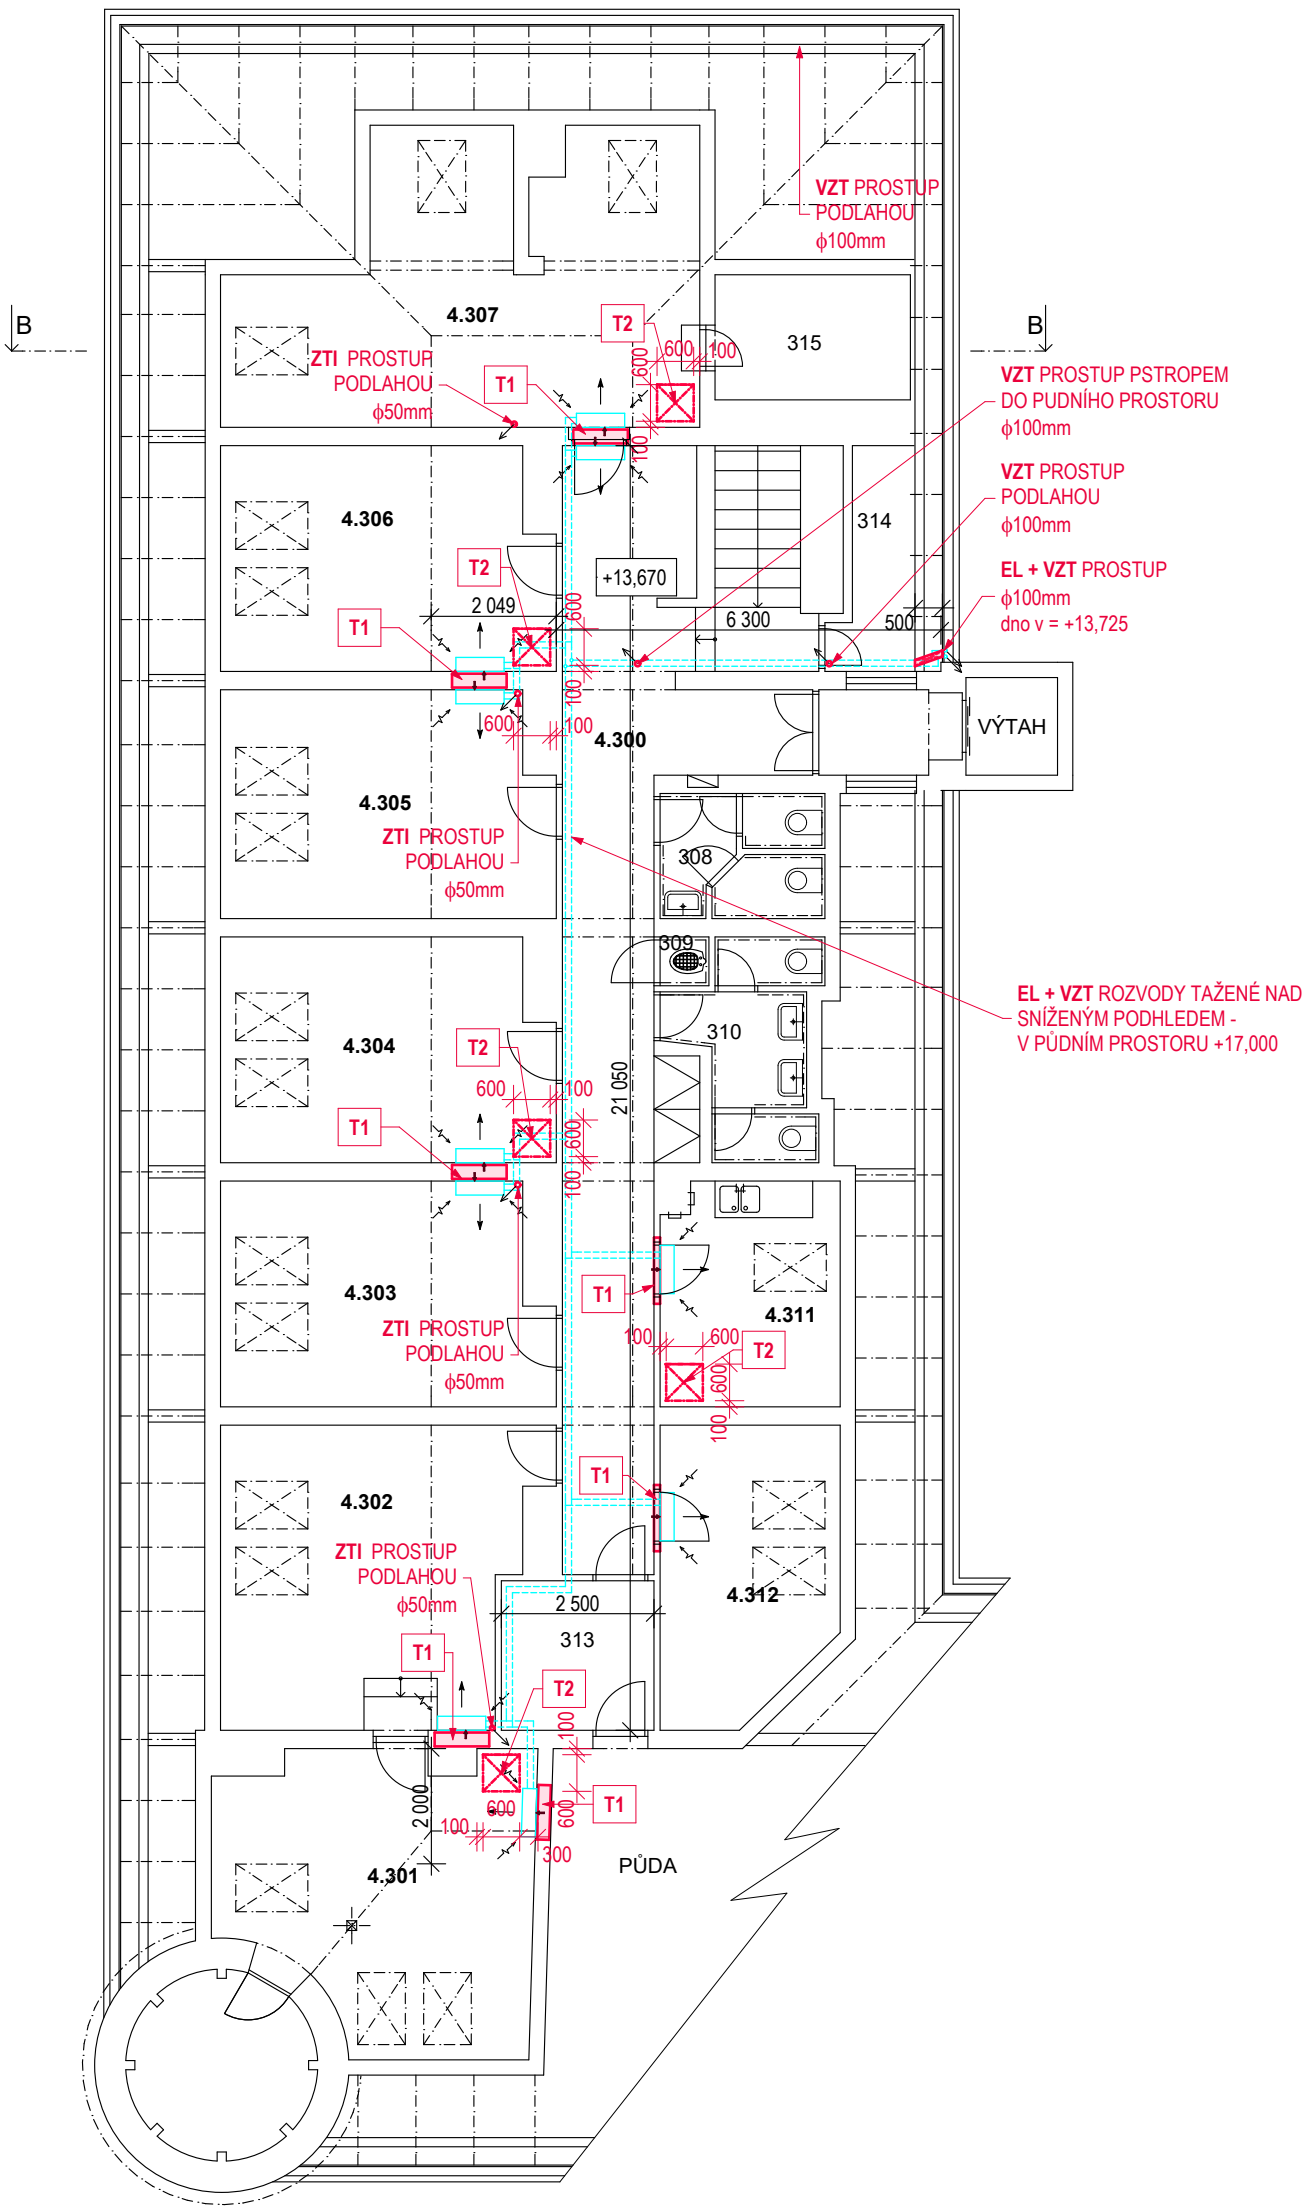 VZT PROSTUP
PODLAHOU
ϕ100mm
B
B
4.307
T2
315
600
100
600
ZTI PROSTUP
PODLAHOU
ϕ50mm
T1
100
VZT PROSTUP PSTROPEM
DO PUDNÍHO PROSTORU
ϕ100mm
VZT PROSTUP
PODLAHOU
ϕ100mm
4.306
314
EL + VZT PROSTUP
ϕ100mm
dno v = +13,725
T2
+13,670
2 049
600
6 300
500
T1
100
600
100
4.300
VÝTAH
4.305
ZTI PROSTUP
PODLAHOU
ϕ50mm
308
309
EL + VZT ROZVODY TAŽENÉ NAD
SNÍŽENÝM PODHLEDEM -
V PŮDNÍM PROSTORU +17,000
310
4.304
T2
600
100
21 050
T1
600
100
4.303
T1
4.311
ZTI PROSTUP
PODLAHOU
ϕ50mm
100
600
T2
600
100
4.302
T1
ZTI PROSTUP
PODLAHOU
ϕ50mm
4.312
2 500
313
T1
T2
100
2 000
600
600
T1
100
300
PŮDA
4.301